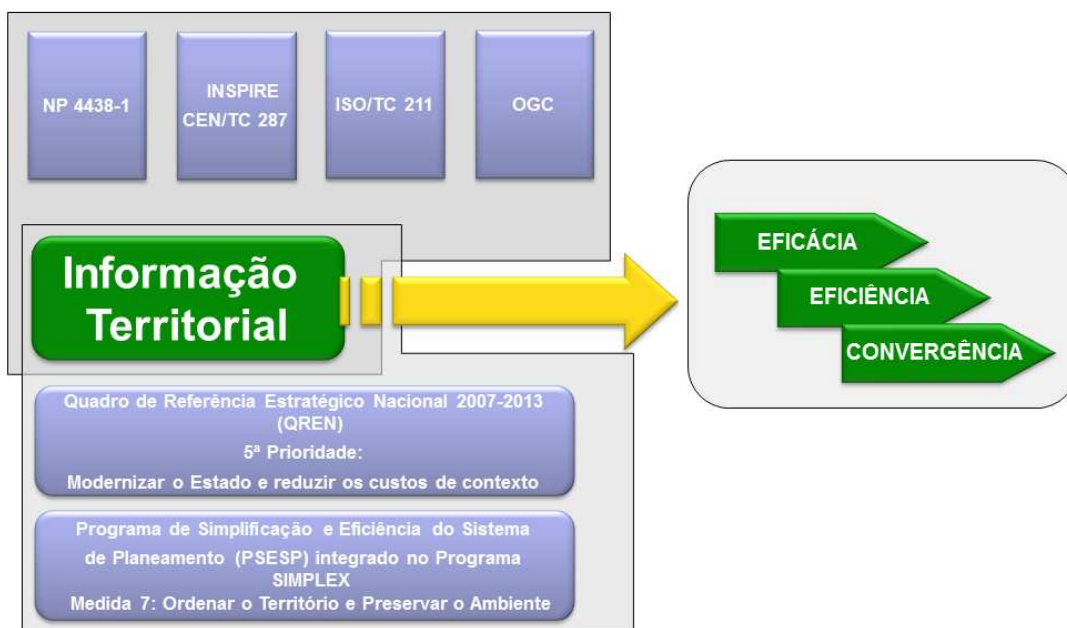 NP 4438-1
INSPIRE
CEN/TC 287
ISO/TC 211
OGC
Informação
Territorial
EFICÁCIA
EFICIÊNCIA
CONVERGÊNCIA
Quadro de Referência Estratégico Nacional 2007-2013
(QREN)
5ª Prioridade:
Modernizar o Estado e reduzir os custos de contexto
Programa de Simplificação e Eficiência do Sistema
de Planeamento (PSESP) integrado no Programa
SIMPLEX
Medida 7: Ordenar o Território e Preservar o Ambiente